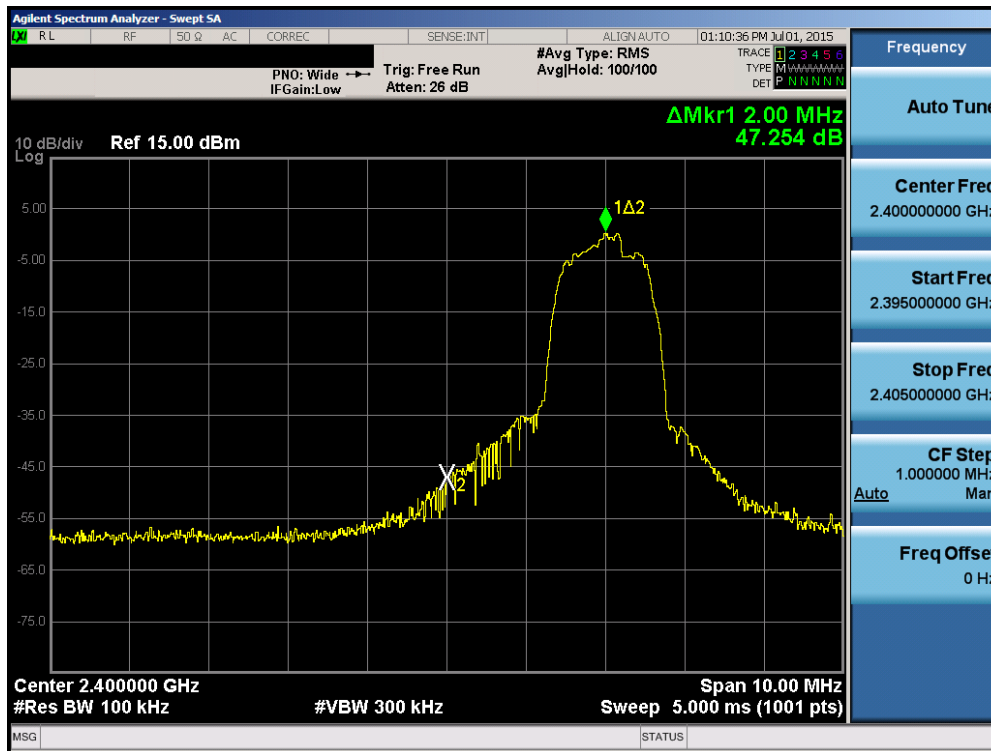 Agilent Spectrum Analyzer - Swept SA
LXI RL RF 50 Ω AC CORREC SENSE:INT ALIGN AUTO 01:10:36 PM Jul 01, 2015
Frequency
#Avg Type: RMS TRACE 1 2 3 4 5 6
PNO: Wide Trig: Free Run Avg|Hold: 100/100 TYPE M
IFGain:Low Atten: 26 dB DET P N N N N N
Auto Tune
ΔMkr1 2.00 MHz
47.254 dB
10 dB/div Ref 15.00 dBm
Log
Center Freq
2.400000000 GHz
5.00
1Δ2
-5.00
Start Freq
2.395000000 GHz
-15.0
-25.0
Stop Freq
2.405000000 GHz
-35.0
-45.0
2
CF Step
1.000000 MHz
Auto Man
-55.0
Freq Offset
0 Hz
-65.0
-75.0
Center 2.400000 GHz Span 10.00 MHz
#Res BW 100 kHz #VBW 300 kHz Sweep 5.000 ms (1001 pts)
MSG STATUS